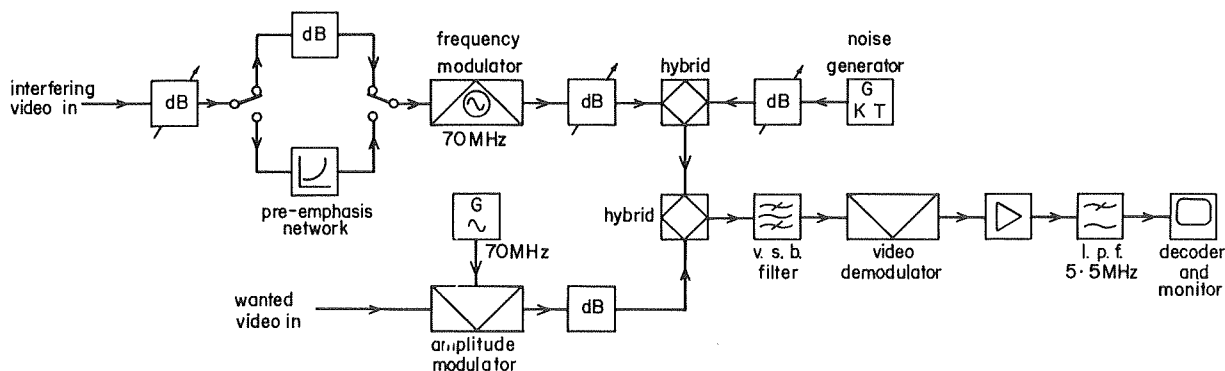 dB
frequency
modulator
noise
generator
interfering
video in
dB
dB
hybrid
dB
G
K T
70MHz
pre-emphasis
network
G
70MHz
hybrid
v. s. b.
filter
video
demodulator
l. p. f.
5·5MHz
decoder
and
monitor
wanted
video in
dB
amplitude
modulator